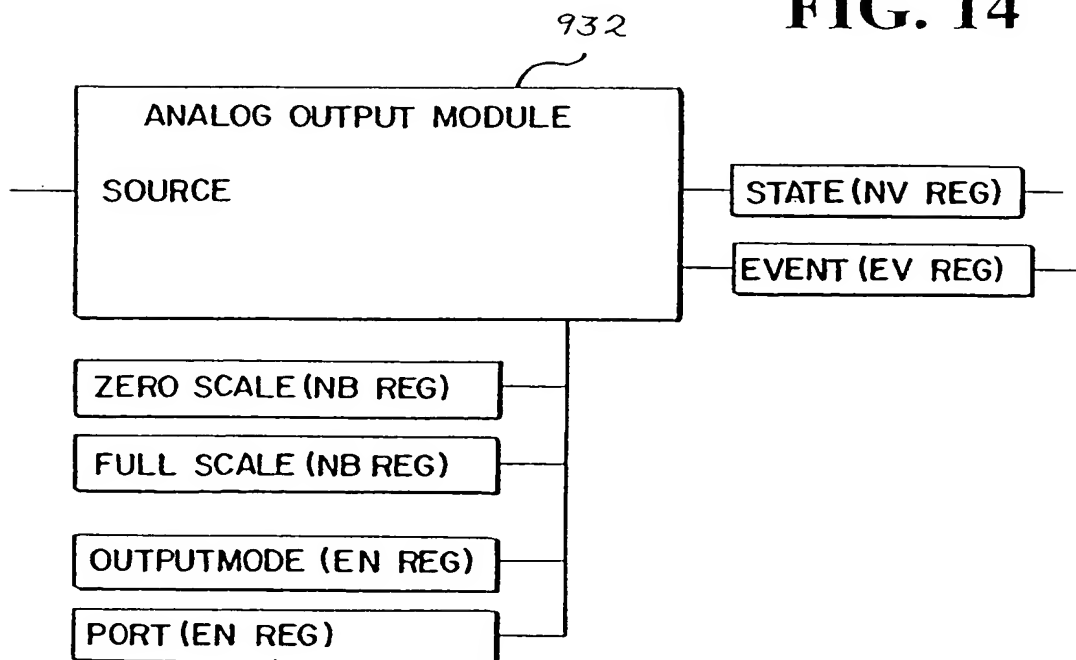 FIG. 14
932
ANALOG OUTPUT MODULE
SOURCE
STATE (NV REG)
EVENT (EV REG)
ZERO SCALE (NB REG)
FULL SCALE (NB REG)
OUTPUTMODE (EN REG)
PORT (EN REG)